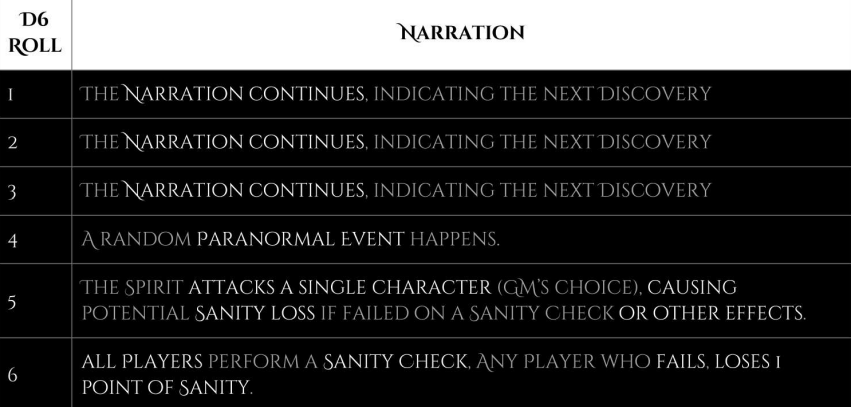 D6
Roll
Narration
1
The Narration continues, indicating the next Discovery
2
The Narration continues, indicating the next Discovery
3
The Narration continues, indicating the next Discovery
4
A random Paranormal Event happens.
5
The Spirit attacks a single character (GM's choice), causing
potential Sanity loss if failed on a Sanity Check or other effects.
6
all Players perform a Sanity Check, Any Player who fails, loses 1
point of Sanity.